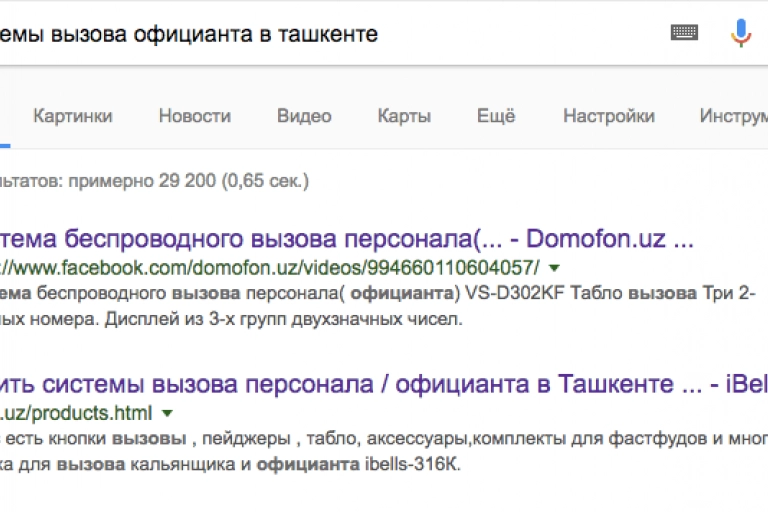 емы вызова официанта в ташкенте
Картинки Новости Видео Карты Ещё Настройки Инструм
льтатов: примерно 29 200 (0,65 сек.)
тема беспроводного вызова персонала(... - Domofon.uz ...
://www.facebook.com/domofon.uz/videos/994660110604057/
ема беспроводного вызова персонала( официанта) VS-D302KF Табло вызова Три 2-
ных номера. Дисплей из 3-х групп двухзначных чисел.
ить системы вызова персонала / официанта в Ташкенте ... - iBel
.uz/products.html
есть кнопки вызовы , пейджеры , табло, аксессуары,комплекты для фастфудов и мног
ка для вызова кальянщика и официанта ibells-316К.